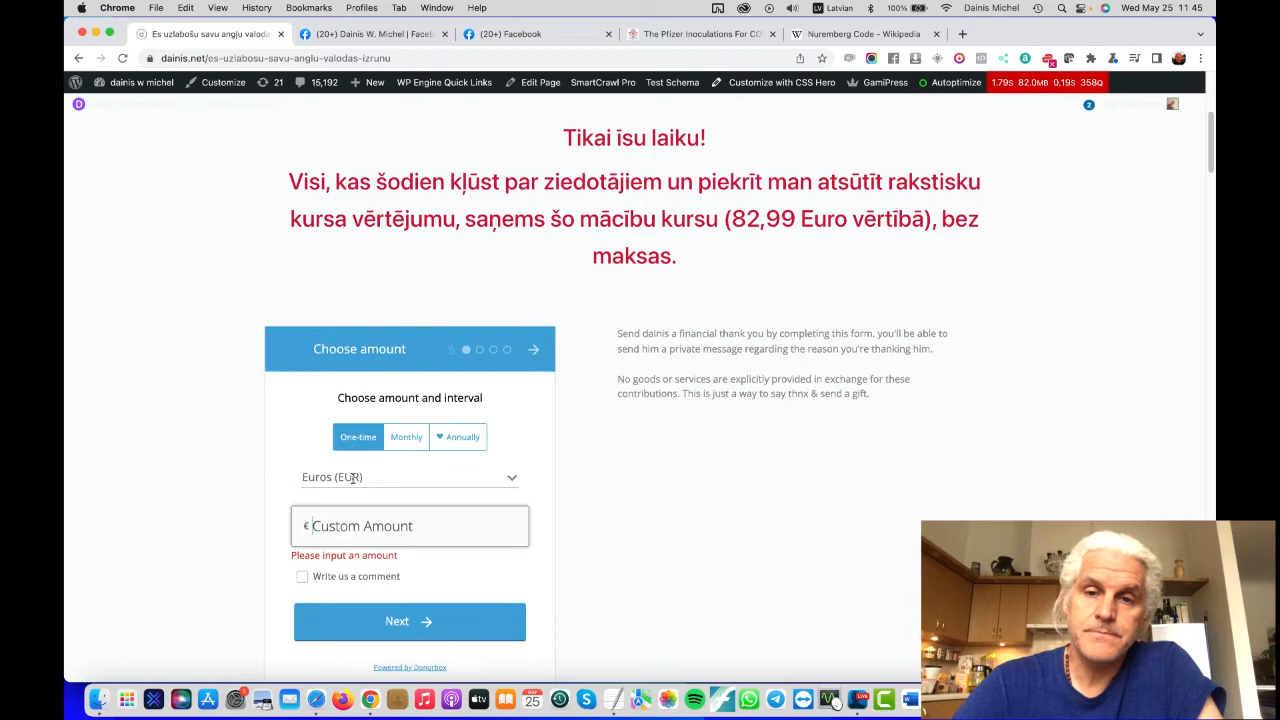 Chrome File Edit View History Bookmarks Profiles Tab Window Help 100% Latvian Dainis Michel Wed May 25 11 45
Es uzlabošu savu angļu valoda
(20+) Dainis W. Michel | Faceb
(20+) Facebook
The Pfizer Inoculations For CO
Nuremberg Code - Wikipedia
dainis.net/es-uzlabosu-savu-anglu-valodas-izrunu
dainis w michel Customize 21 15,192 New WP Engine Quick Links Edit Page SmartCrawl Pro Test Schema Customize with CSS Hero GamiPress Autoptimize 1.79S 82.0MB 0.19S 358Q
D
2
Tikai īsu laiku!
Visi, kas šodien kļūst par ziedotājiem un piekrīt man atsūtīt rakstisku
kursa vērtējumu, saņems šo mācību kursu (82,99 Euro vērtībā), bez
maksas.
Choose amount
Choose amount and interval
One-time Monthly Annually
Euros (EUR)
€ Custom Amount
Please input an amount
Write us a comment
Next
Powered by Donorbox
Send dainis a financial thank you by completing this form. you'll be able to
send him a private message regarding the reason you're thanking him.
No goods or services are explicitly provided in exchange for these
contributions. This is just a way to say thnx & send a gift.
MAY
25
tv